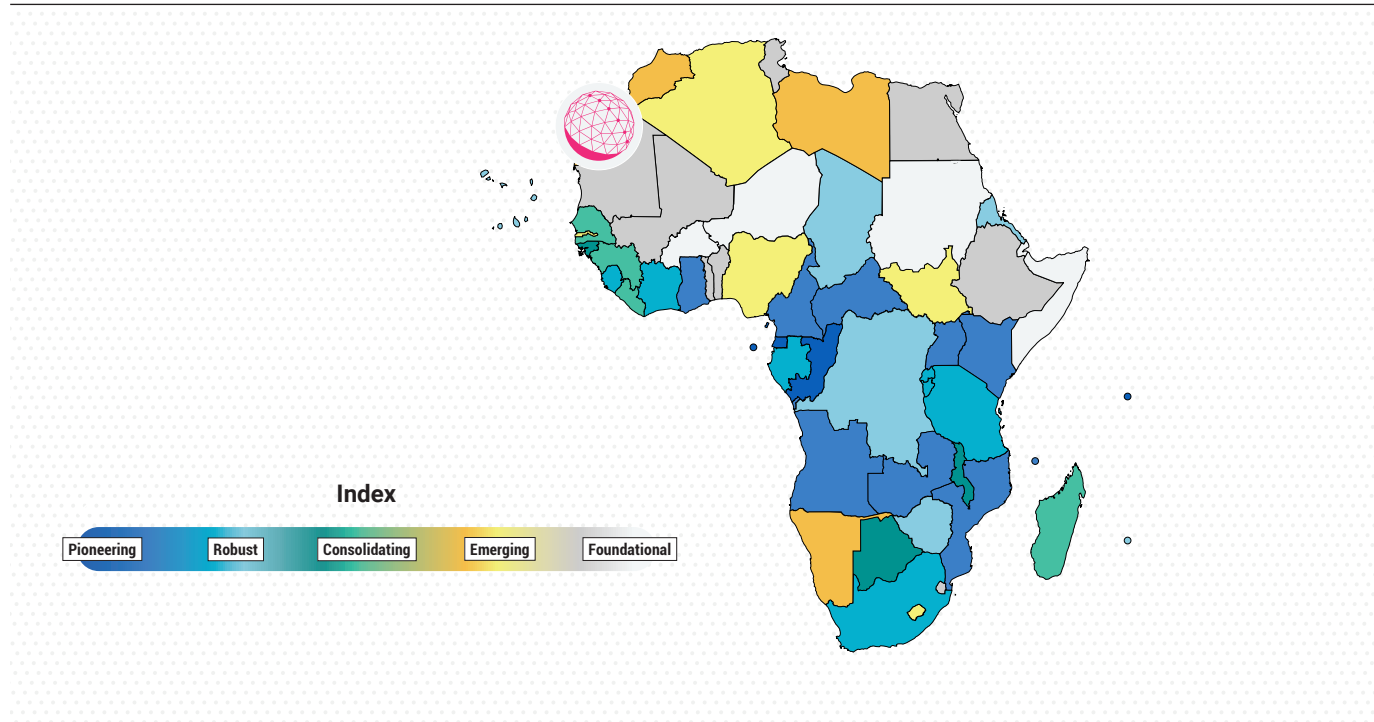 Index
Pioneering
Robust
Consolidating
Emerging
Foundational